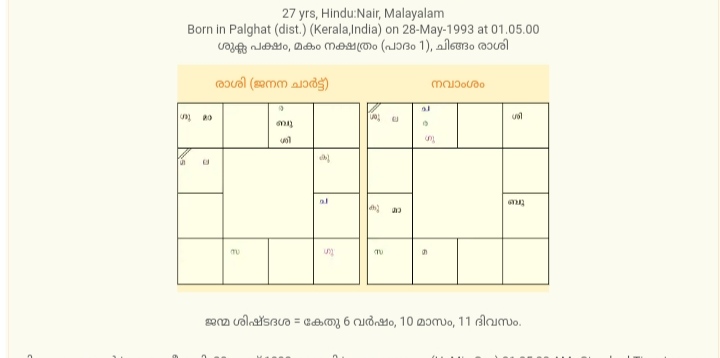 27 yrs, Hindu:Nair, Malayalam
Born in Palghat (dist.) (Kerala,India) on 28-May-1993 at 01.05.00
ശുക്ല പക്ഷം, മകം നക്ഷത്രം (പാദം 1), ചിങ്ങം രാശി
രാശി (ജനന ചാർട്ട്) നവാംശം
ശു മാ
ര
ബു
ശി
ശു ല
ച
ര
ഗു
ശി
മ ല
കു
ച
കു മാ
ബു
സ
ഗു
സ
മ
ജന്മ ശിഷ്ടദശ = കേതു 6 വർഷം, 10 മാസം, 11 ദിവസം.